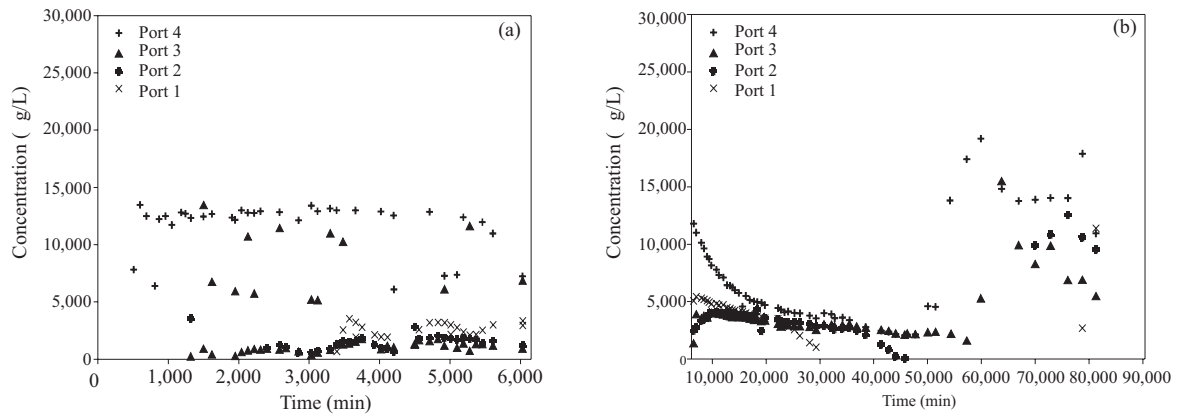 30,000
25,000
20,000
15,000
10,000
5,000
0
Concentration ( g/L)
Port 4
Port 3
Port 2
Port 1
(a)
0 1,000 2,000 3,000 4,000 5,000 6,000
Time (min)
30,000
25,000
20,000
15,000
10,000
5,000
0
Concentration ( g/L)
Port 4
Port 3
Port 2
Port 1
(b)
10,000 20,000 30,000 40,000 50,000 60,000 70,000 80,000 90,000
Time (min)